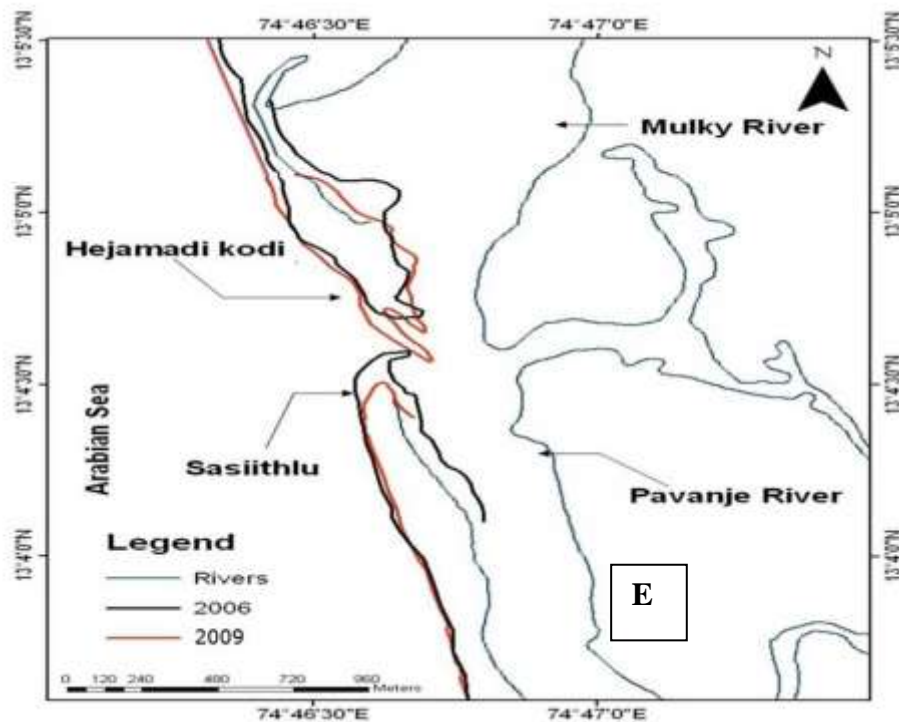 74°46'30"E
74°47'0"E
13°5'30"N
13°5'30"N
N
Mulky River
13°5'0"N
13°5'0"N
Hejamadi kodi
13°4'30"N
13°4'30"N
Arabian Sea
Sasiithlu
Pavanje River
13°4'0"N
13°4'0"N
Legend
Rivers
2006
2009
E
0 120 240 480 720 960
Meters
74°46'30"E
74°47'0"E